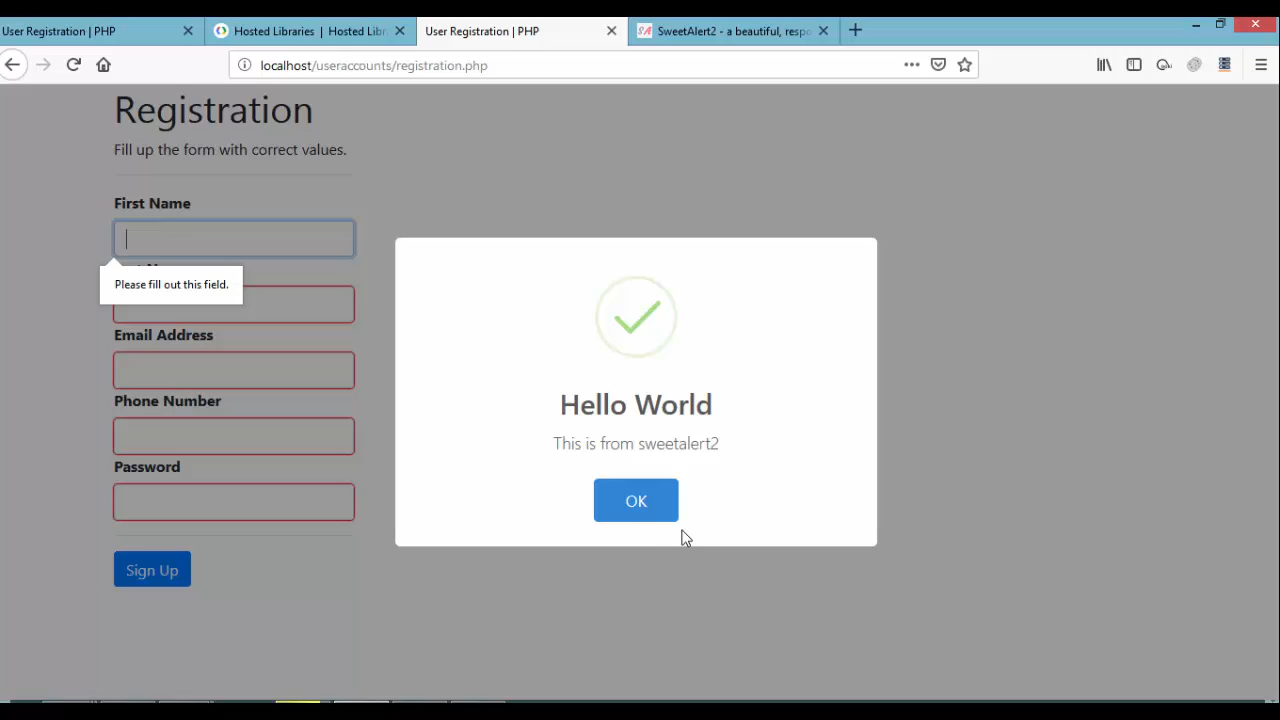 User Registration | PHP
Hosted Libraries | Hosted Libr
User Registration | PHP
SweetAlert2 - a beautiful, respo
localhost/useraccounts/registration.php
Registration
Fill up the form with correct values.
First Name
Please fill out this field.
Email Address
Phone Number
Password
Sign Up
Hello World
This is from sweetalert2
OK